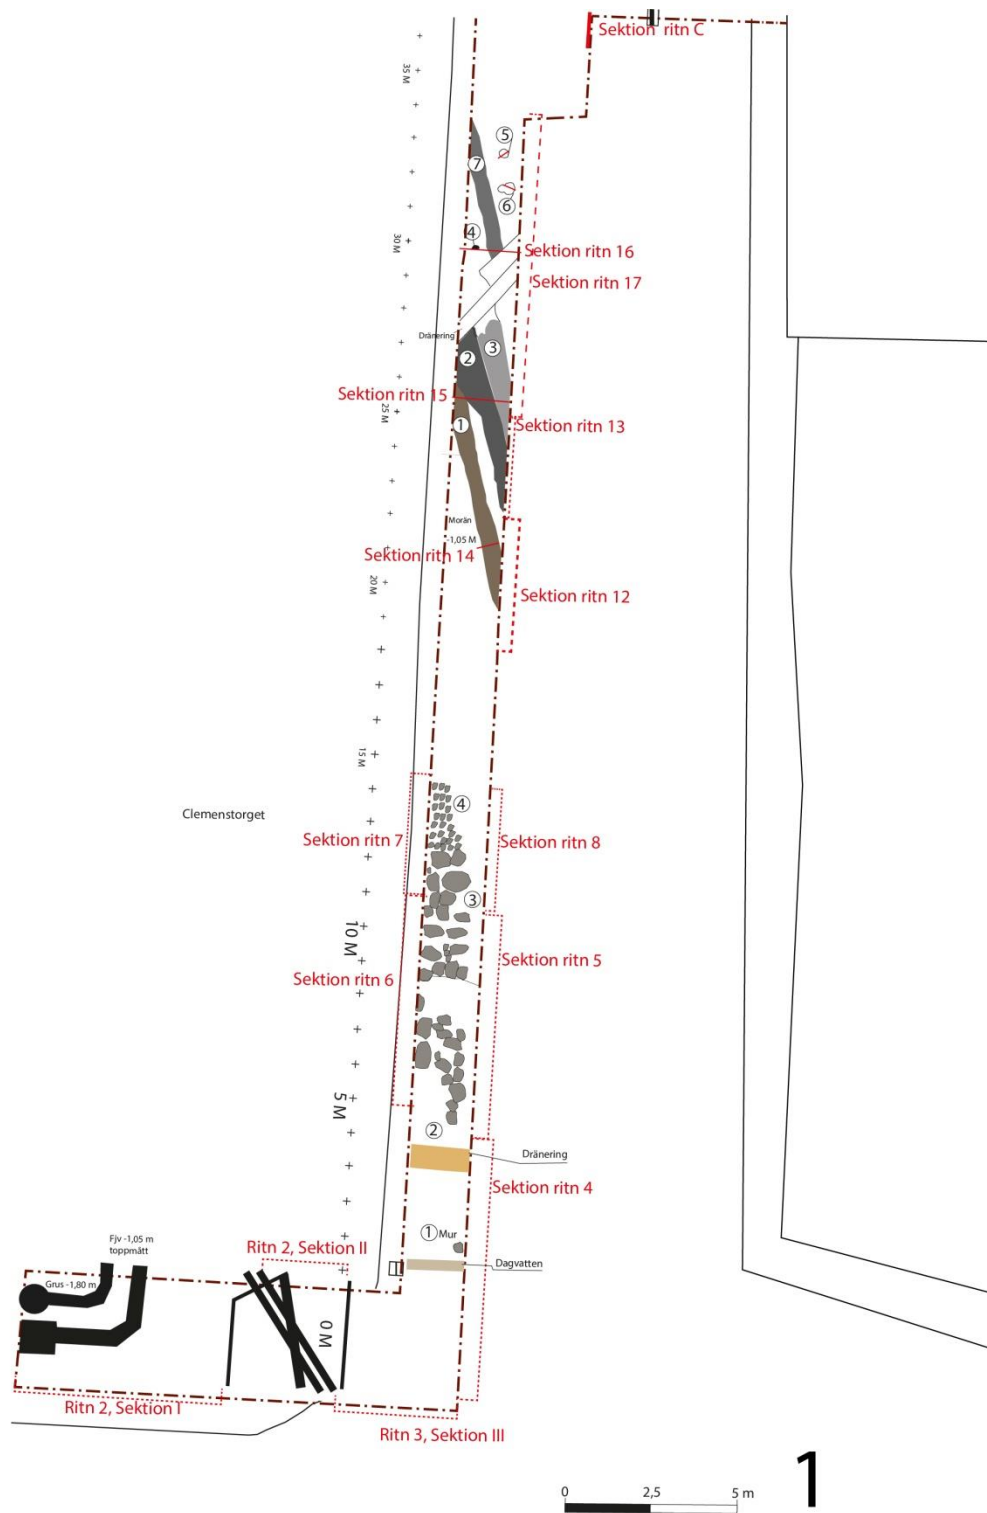 Sektion ritn C
35 M
5
7
6
4
30 M
Sektion ritn 16
Sektion ritn 17
Dränering
3
2
Sektion ritn 15
25 M
1
Sektion ritn 13
Morän
-1,05 M
Sektion ritn 14
20 M
Sektion ritn 12
15 M
4
Clemenstorget
Sektion ritn 7
Sektion ritn 8
3
10 M
Sektion ritn 5
Sektion ritn 6
5 M
2
Dränering
Sektion ritn 4
1 Mur
Fjv -1,05 m
toppmått
Ritn 2, Sektion II
Dagvatten
Grus -1,80 m
0 M
Ritn 2, Sektion I
Ritn 3, Sektion III
1
0 2,5 5 m